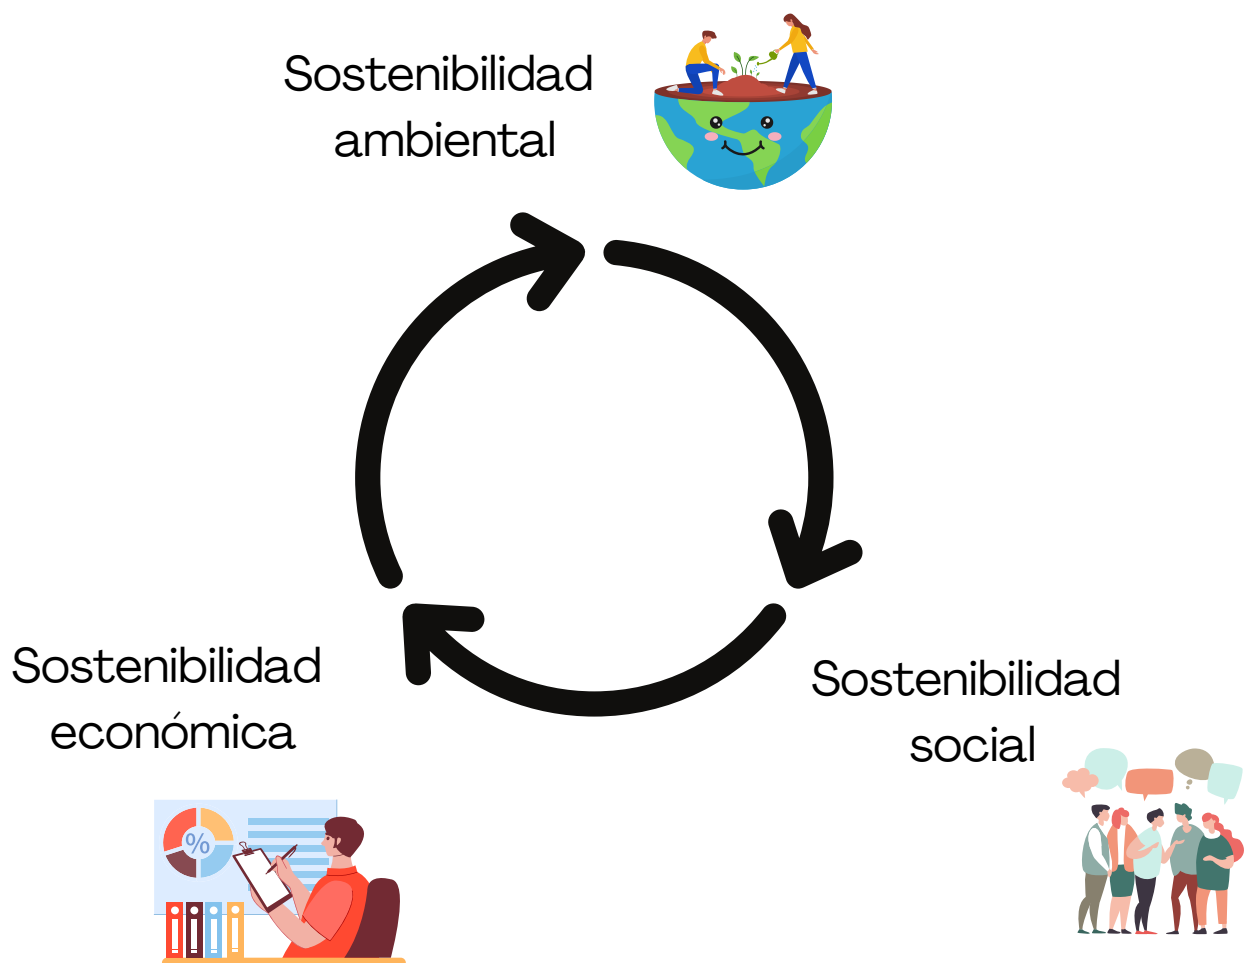 Sostenibilidad
ambiental
Sostenibilidad
económica
Sostenibilidad
social
%